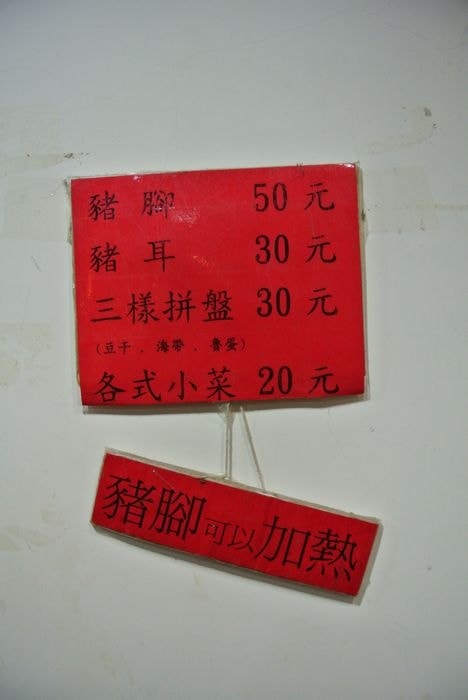 豬腳 50元
豬耳 30元
三樣拼盤 30元
(豆干．海帶．魯蛋)
各式小菜 20元
豬腳可以加熱